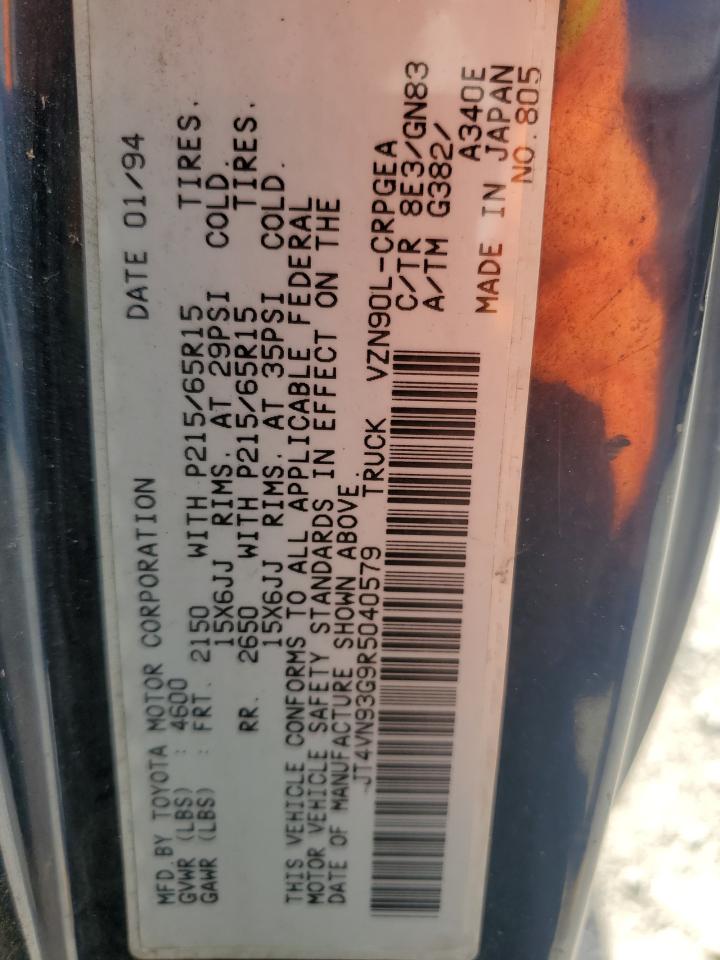 MFD BY TOYOTA MOTOR CORPORATION DATE 01/94
GVWR (LBS) : 4600
GAWR (LBS) : FRT. 2150 WITH P215/65R15 TIRES.
15X6JJ RIMS. AT 29PSI COLD.
RR. 2650 WITH P215/65R15 TIRES.
15X6JJ RIMS. AT 35PSI COLD.
THIS VEHICLE CONFORMS TO ALL APPLICABLE FEDERAL
MOTOR VEHICLE SAFETY STANDARDS IN EFFECT ON THE
DATE OF MANUFACTURE SHOWN ABOVE.
JT4VN93G9R5040579 TRUCK VZN90L-CRPGEA
C/TR 8E3/GN83
A/TM G382/
A340E
MADE IN JAPAN
NO.805